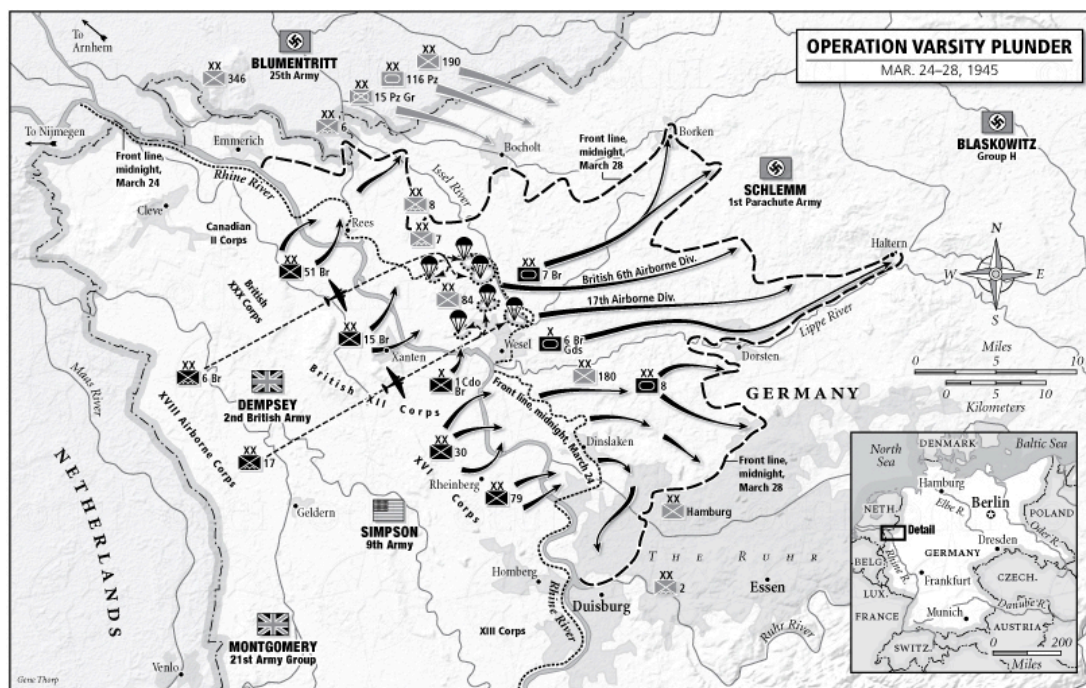 OPERATION VARSITY PLUNDER
MAR. 24–28, 1945
To
Arnhem
BLUMENTRITT
25th Army
XX
346
XX
190
XX
116 Pz
XX
15 Pz Gr
XX
6
To Nijmegen
Emmerich
Front line,
midnight,
March 24
Rhine River
Bocholt
Borken
Front line,
midnight,
March 28
BLASKOWITZ
Group H
SCHLEMM
1st Parachute Army
Issel River
Cleve
Rees
Canadian
II Corps
XX
8
XX
7
Haltern
XX
51 Br
XX
7 Br
British 6th Airborne Div.
17th Airborne Div.
N
W
E
S
British
XXX Corps
XX
84
XX
15 Br
Xanten
Wesel
X
6 Br
Gds
Lippe River
Dorsten
Miles
0
5
10
0
5
10
Kilometers
Maas River
XX
6 Br
DEMPSEY
2nd British Army
British XII Corps
X
1 Cdo
Br
XX
180
XX
8
GERMANY
XVIII Airborne Corps
XX
17
Front line, midnight, March 24
Dinslaken
XX
30
XVI Corps
Rheinberg
XX
79
Front line,
midnight,
March 28
NETHERLANDS
Geldern
SIMPSON
9th Army
XX
Hamburg
THE RUHR
Homberg
Rhine River
Duisburg
XX
2
Essen
Ruhr River
XIII Corps
MONTGOMERY
21st Army Group
Venlo
Gene Thorp
North
Sea
DENMARK
Baltic Sea
Hamburg
Elbe R.
Berlin
NETH.
POLAND
Oder R.
Detail
GERMANY
Dresden
BELG.
Rhine R.
Frankfurt
CZECH.
LUX.
FRANCE
Munich
Danube R.
AUSTRIA
SWITZ.
0
200
Miles